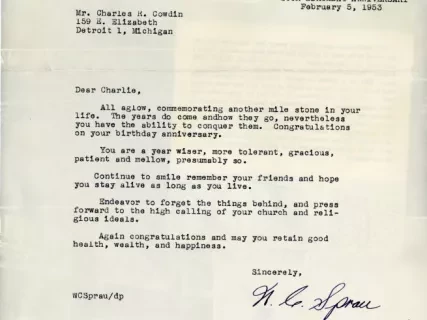 ANNIVERSARY
February 5, 1953
Mr. Charles R. Cowdin
159 E. Elizabeth
Detroit 1, Michigan
Dear Charlie,
All aglow, commemorating another mile stone in your
life. The years do come andhow they go, nevertheless
you have the ability to conquer them. Congratulations
on your birthday anniversary.
You are a year wiser, more tolerant, gracious,
patient and mellow, presumably so.
Continue to smile remember your friends and hope
you stay alive as long as you live.
Endeavor to forget the things behind, and press
forward to the high calling of your church and reli-
gious ideals.
Again congratulations and may you retain good
health, wealth, and happiness.
Sincerely,
W. C. Sprau
WCSprau/dp